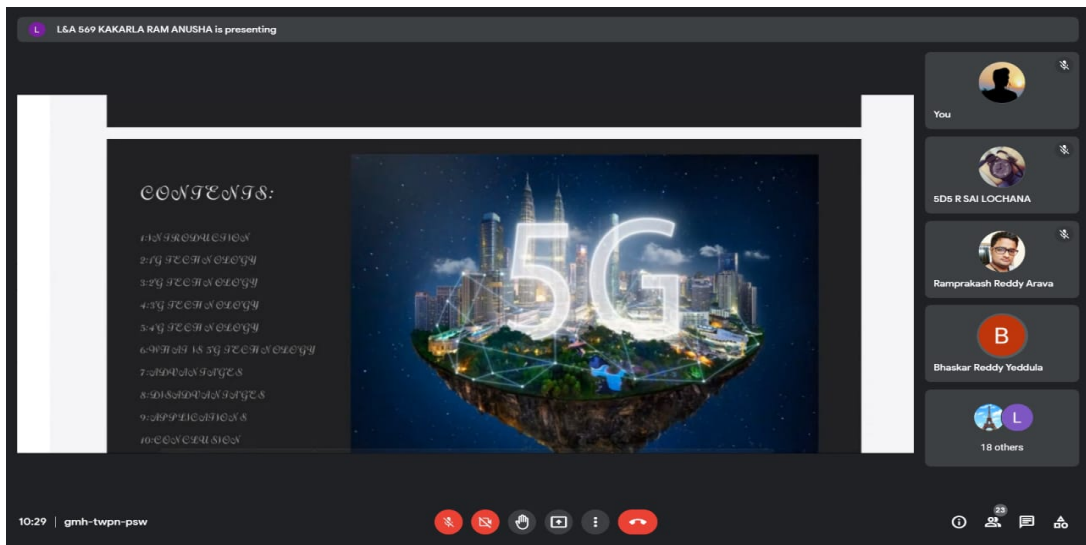 L
L&A 569 KAKARLA RAM ANUSHA is presenting
CONTENTS:
1:INTRODUCTION
2:1G TECHNOLOGY
3:2G TECHNOLOGY
4:3G TECHNOLOGY
5:4G TECHNOLOGY
6:WHAT IS 5G TECHNOLOGY
7:ADVANTAGES
8:DISADVANTAGES
9:APPLICATIONS
10:CONCLUSION
5G
You
5D5 R SAI LOCHANA
Ramprakash Reddy Arava
B
Bhaskar Reddy Yeddula
L
18 others
10:29 | gmh-twpn-psw
23